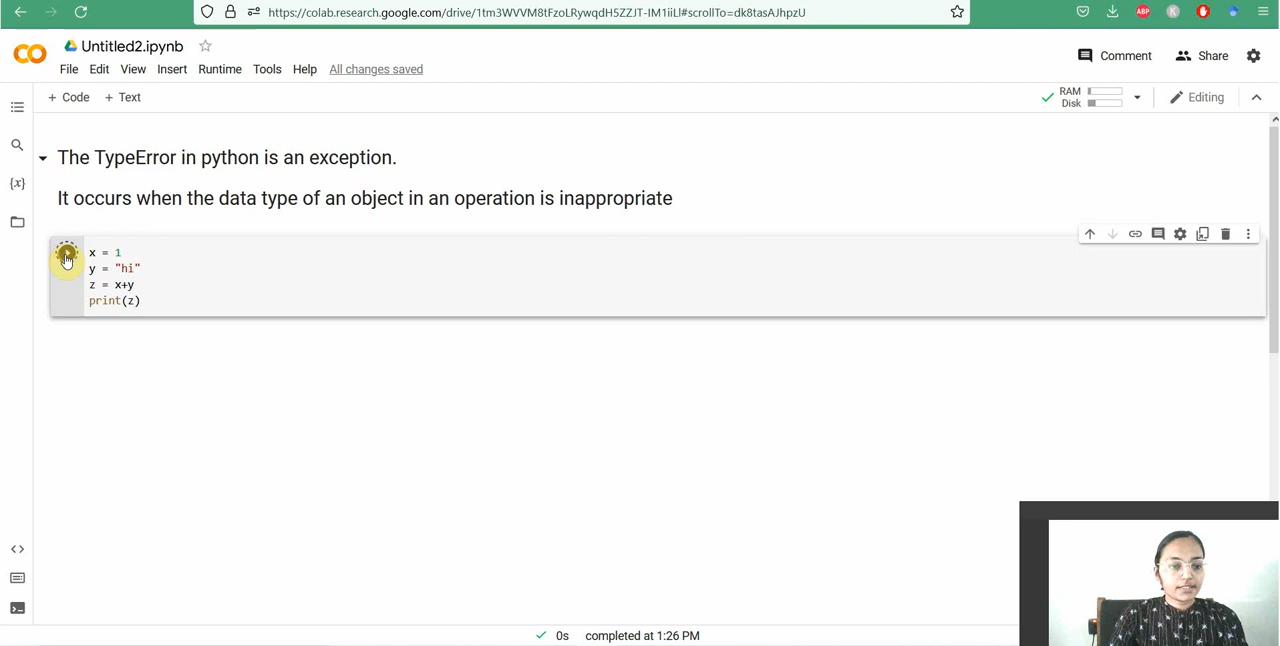 https://colab.research.google.com/drive/1tm3WVVM8tFzoLRywqdH5ZZJT-IM1iiLl#scrollTo=dk8tasAJhpzU
ABP
K
Untitled2.ipynb
Comment
Share
File Edit View Insert Runtime Tools Help All changes saved
+ Code + Text
RAM
Disk
Editing
The TypeError in python is an exception.
{x}
It occurs when the data type of an object in an operation is inappropriate
x = 1
y = "hi"
z = x+y
print(z)
0s completed at 1:26 PM